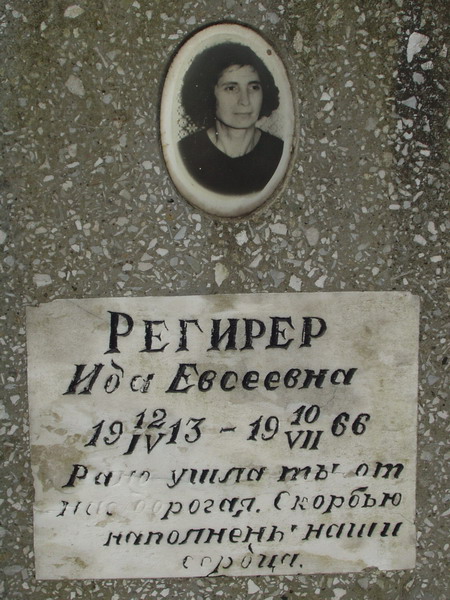 РЕГИРЕР
Ида Евсеевна
19 12/IV 13 - 19 10/VII 66
Рано ушла ты от
нас дорогая. Скорбью
наполнены наши
сердца.